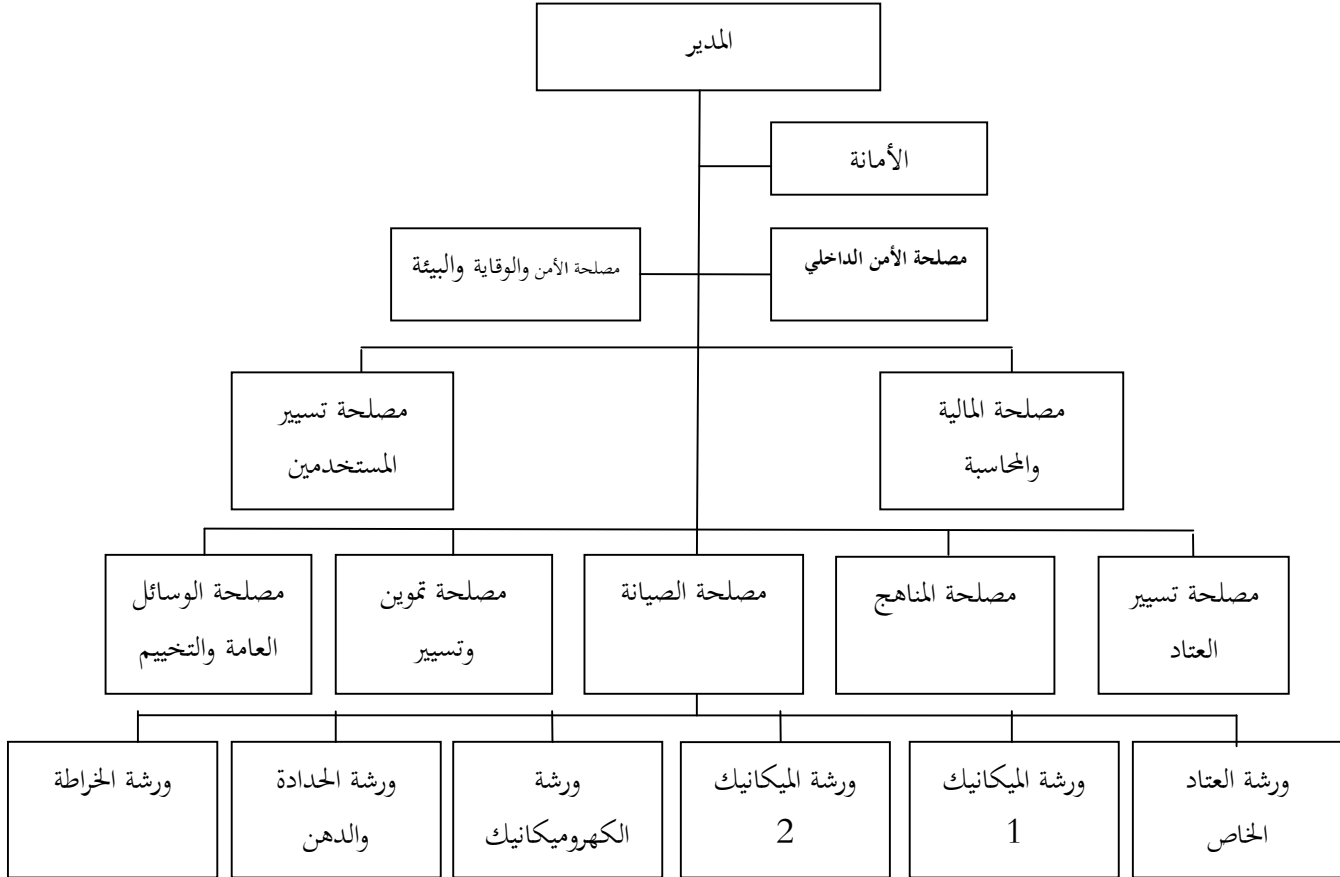 المدير
الأمانة
مصلحة الأمن الداخلي
مصلحة الأمن والوقاية والبيئة
مصلحة المالية
والمحاسبة
مصلحة تسيير
المستخدمين
مصلحة تسيير
العتاد
مصلحة المناهج
مصلحة الصيانة
مصلحة تموين
وتسيير
مصلحة الوسائل
العامة والتخييم
ورشة العتاد
الخاص
ورشة الميكانيك
1
ورشة الميكانيك
2
ورشة
الكهروميكانيك
ورشة الحدادة
والدهن
ورشة الخراطة